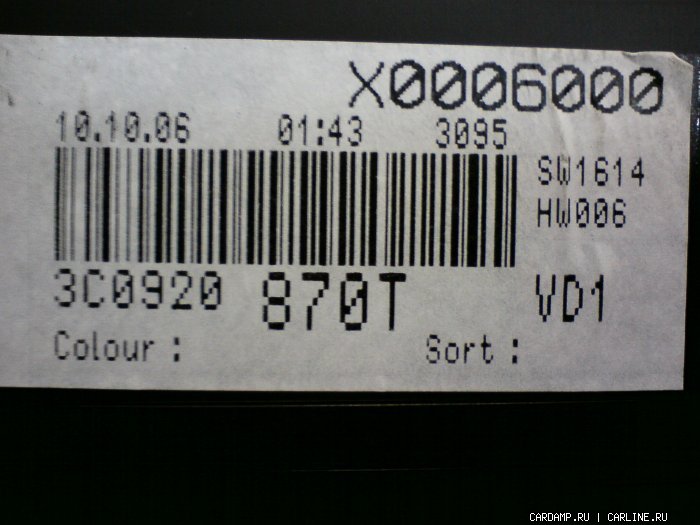 X0006000
10.10.06 01:43 3095
SW1614
HW006
3C0920 870T VD1
Colour : Sort :
CARDAMP.RU | CARLINE.RU